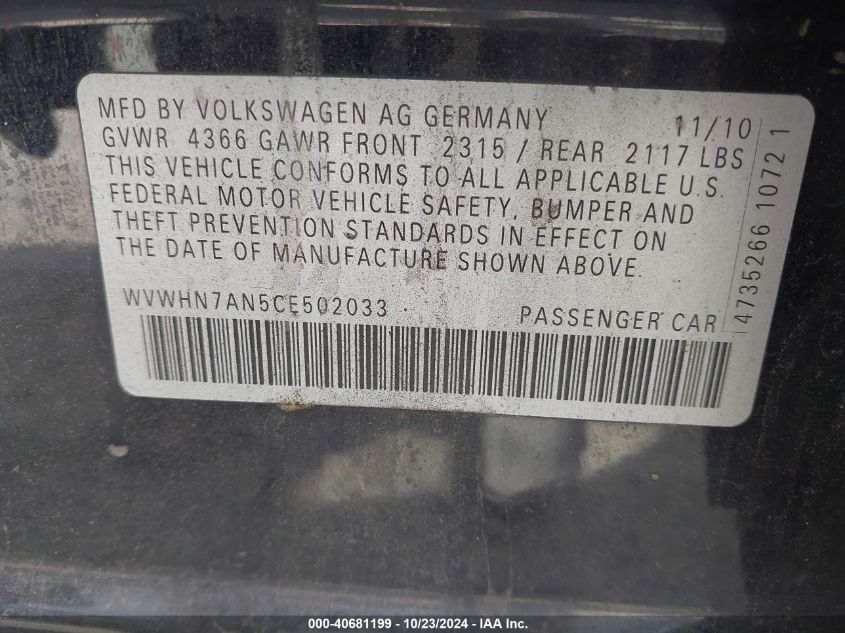 MFD BY VOLKSWAGEN AG GERMANY 11/10
GVWR 4366 GAWR FRONT 2315 / REAR 2117 LBS
THIS VEHICLE CONFORMS TO ALL APPLICABLE U.S.
FEDERAL MOTOR VEHICLE SAFETY, BUMPER AND
THEFT PREVENTION STANDARDS IN EFFECT ON
THE DATE OF MANUFACTURE SHOWN ABOVE.
WVWHN7AN5CE502033 PASSENGER CAR
4735266 1072 1
000-40681199 / 10/23/2024 - IAA Inc.